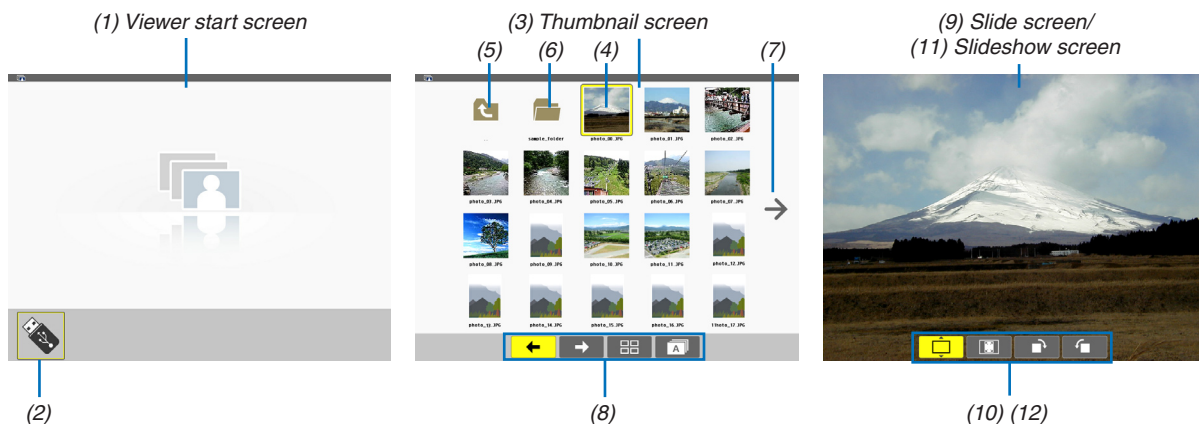 (1) Viewer start screen
(3) Thumbnail screen
(9) Slide screen/
(11) Slideshow screen
(5)
(6)
(4)
(7)
sample_folder
photo_00.JPG
photo_01.JPG
photo_02.JPG
photo_03.JPG
photo_04.JPG
photo_05.JPG
photo_06.JPG
photo_07.JPG
photo_08.JPG
photo_09.JPG
photo_10.JPG
photo_11.JPG
photo_12.JPG
photo_13.JPG
photo_14.JPG
photo_15.JPG
photo_16.JPG
A
(2)
(8)
(10) (12)